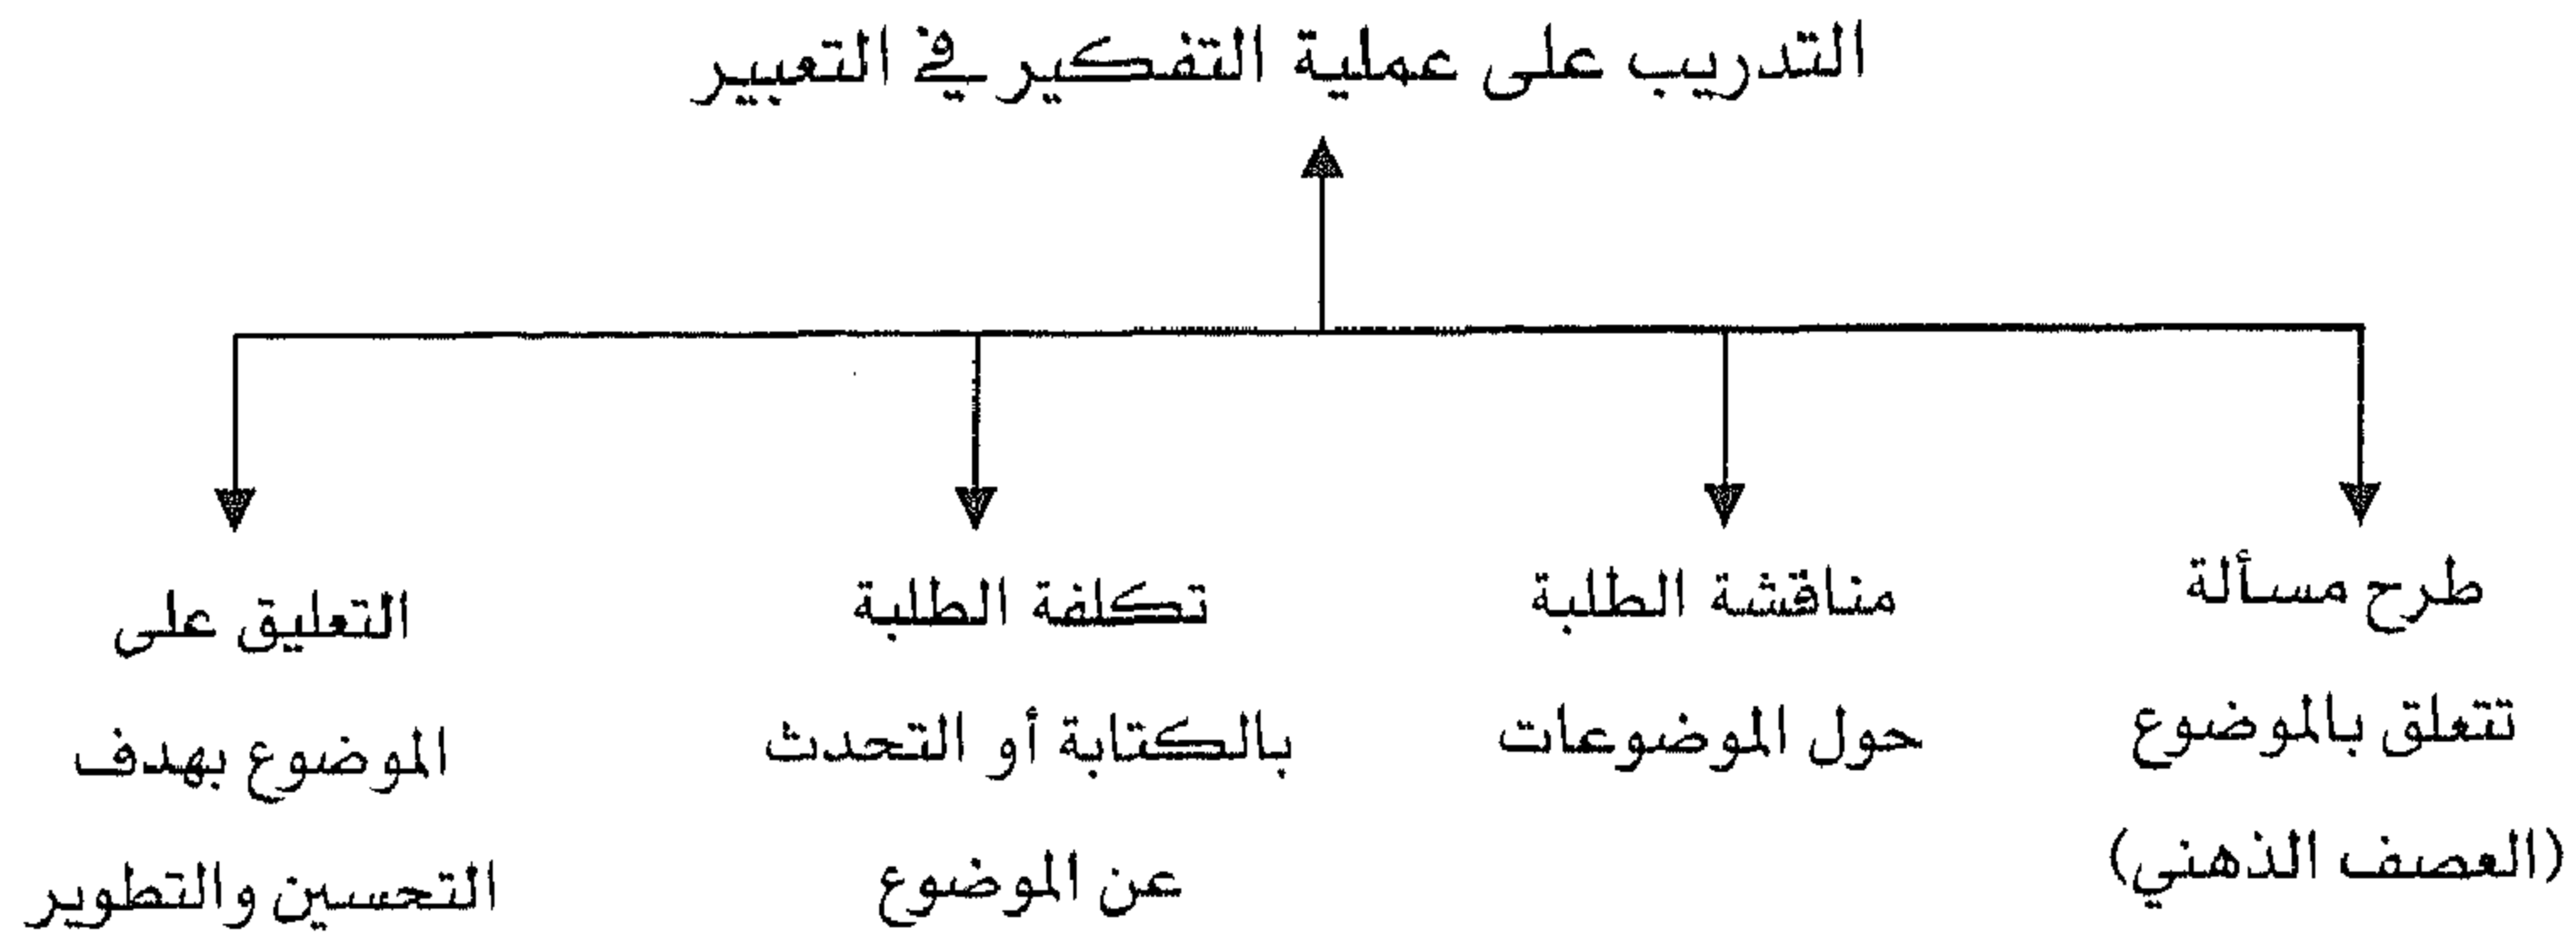 التدريب على عملية التفكير في التعبير
طرح مسألة
تتعلق بالموضوع
(العصف الذهني)
مناقشة الطلبة
حول الموضوعات
تكلفة الطلبة
بالكتابة أو التحدث
عن الموضوع
التعليق على
الموضوع بهدف
التحسين والتطوير